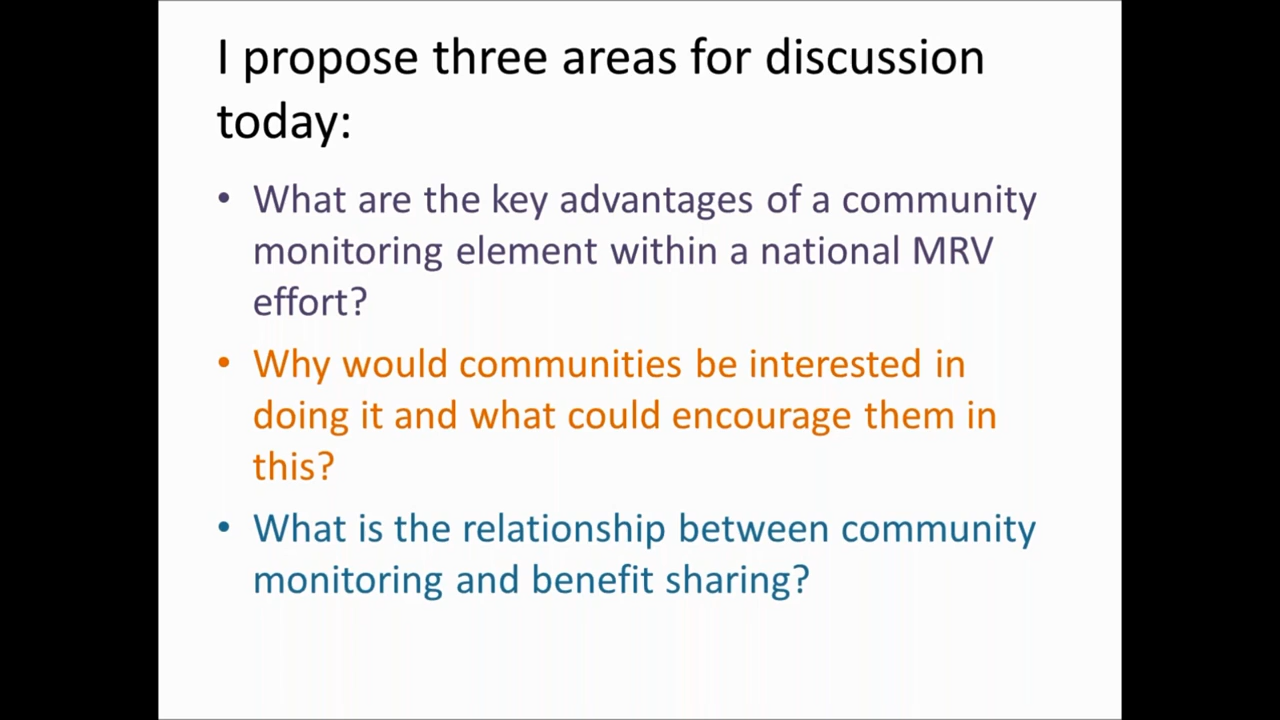 I propose three areas for discussion
today:
• What are the key advantages of a community
monitoring element within a national MRV
effort?
• Why would communities be interested in
doing it and what could encourage them in
this?
• What is the relationship between community
monitoring and benefit sharing?